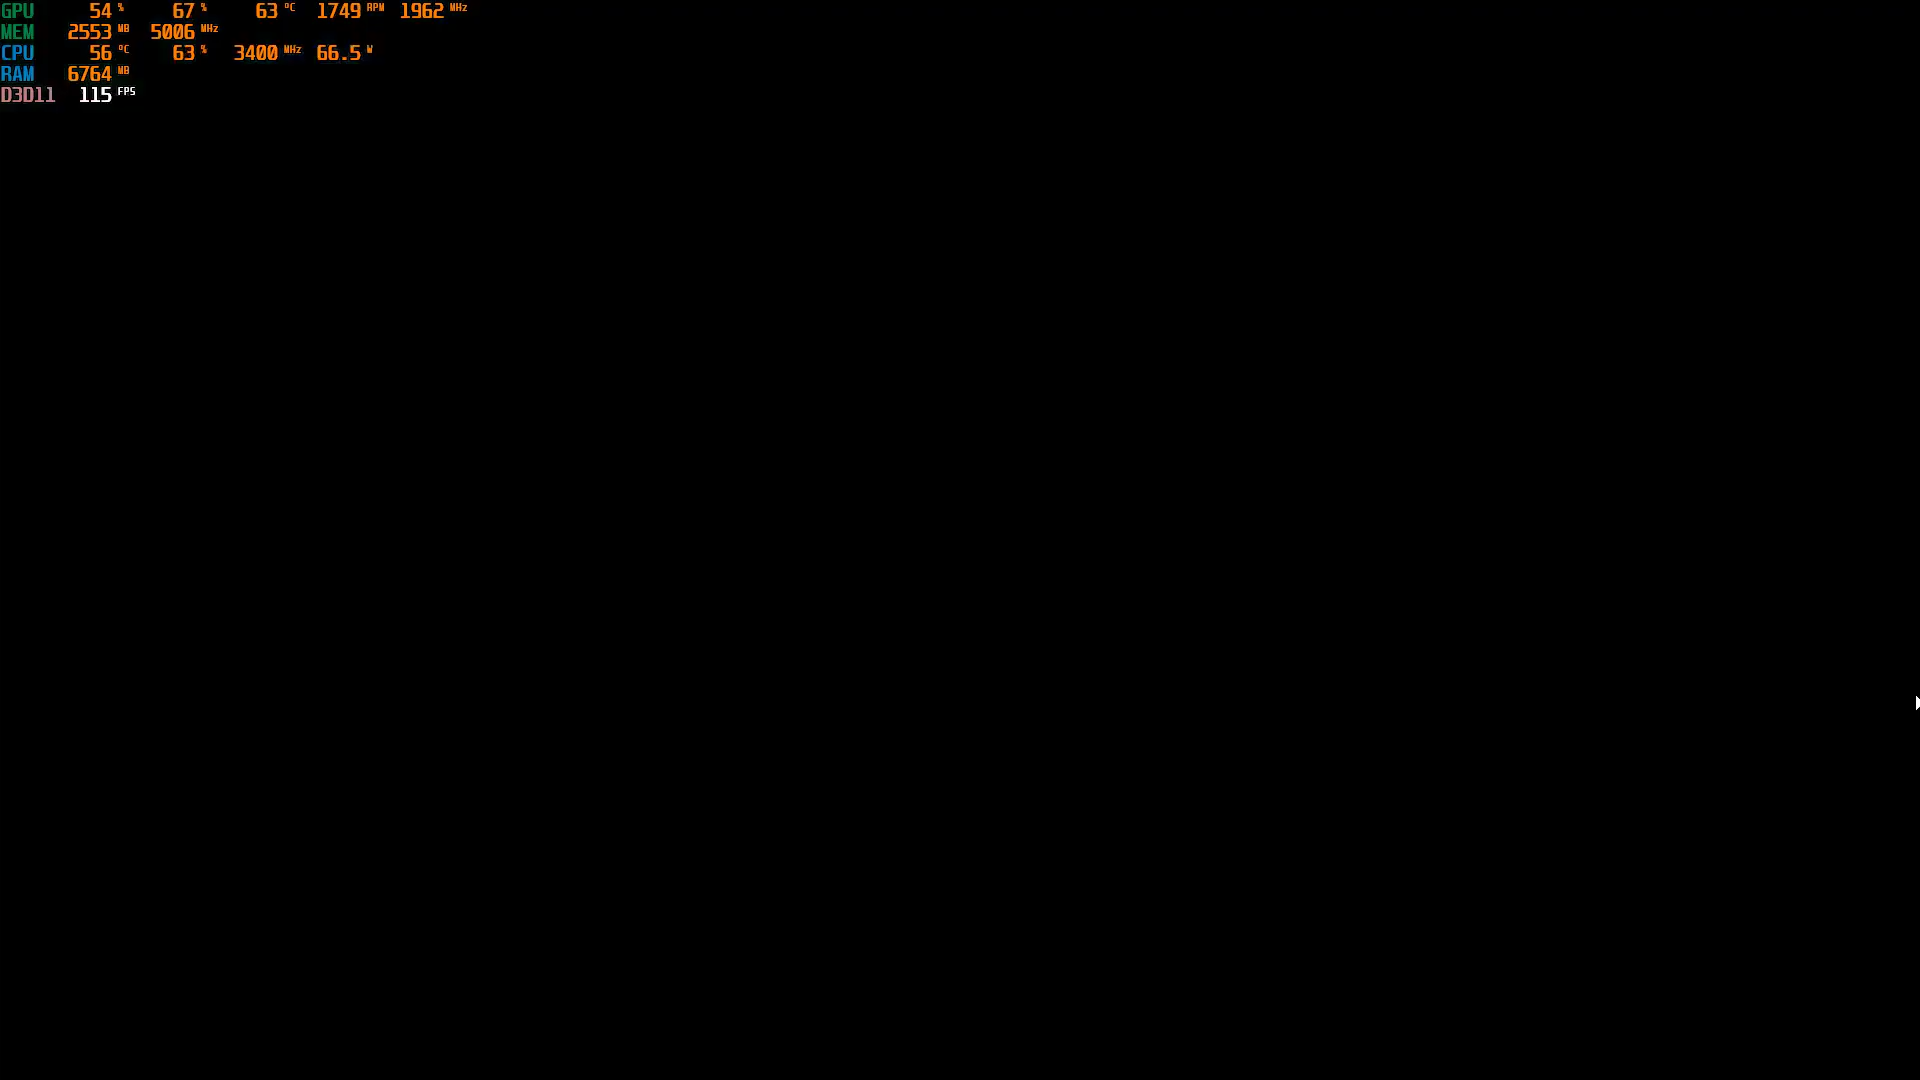 GPU 54 % 67 % 63 °C 1749 RPM 1962 MHz
MEM 2553 MB 5006 MHz
CPU 56 °C 63 % 3400 MHz 66.5 W
RAM 6764 MB
D3D11 115 FPS